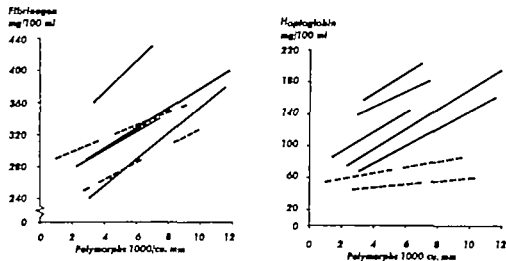 Fibrinogen
mg/100 ml
440
400
360
320
280
240
0
0 2 4 6 8 10 12
Polymorphs 1000/cu. mm
Haptoglobin
mg/100 ml
220
180
140
100
60
20
0
0 2 4 6 8 10 12
Polymorphs 1000 cu. mm